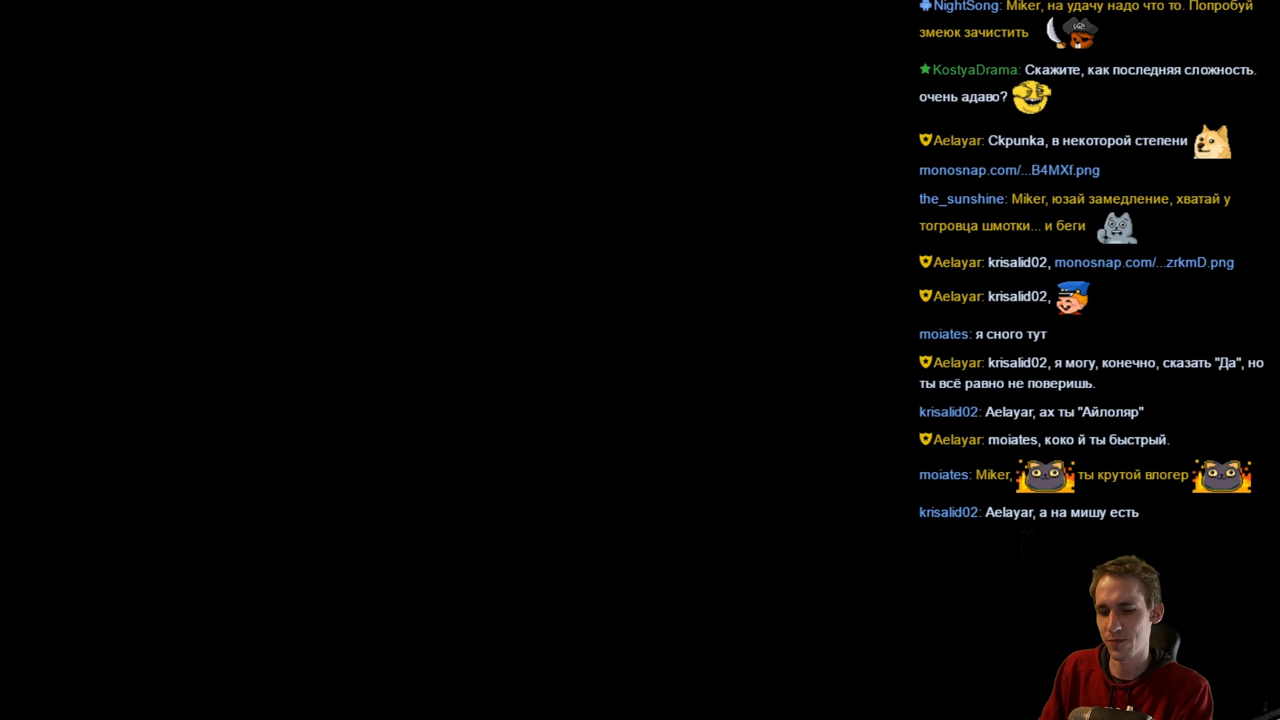 NightSong: Miker, на удачу надо что то. Попробуй
змеюк зачистить
KostyaDrama: Скажите, как последняя сложность.
очень адаво?
Aelayar: Ckpunka, в некоторой степени
monosnap.com/...B4MXf.png
the_sunshine: Miker, юзай замедление, хватай у
тогровца шмотки... и беги
Aelayar: krisalid02, monosnap.com/...zrkmD.png
Aelayar: krisalid02,
moiates: я сного тут
Aelayar: krisalid02, я могу, конечно, сказать "Да", но
ты всё равно не поверишь.
krisalid02: Aelayar, ах ты "Айлоляр"
Aelayar: moiates, коко й ты быстрый.
moiates: Miker, ты крутой влогер
krisalid02: Aelayar, а на мишу есть